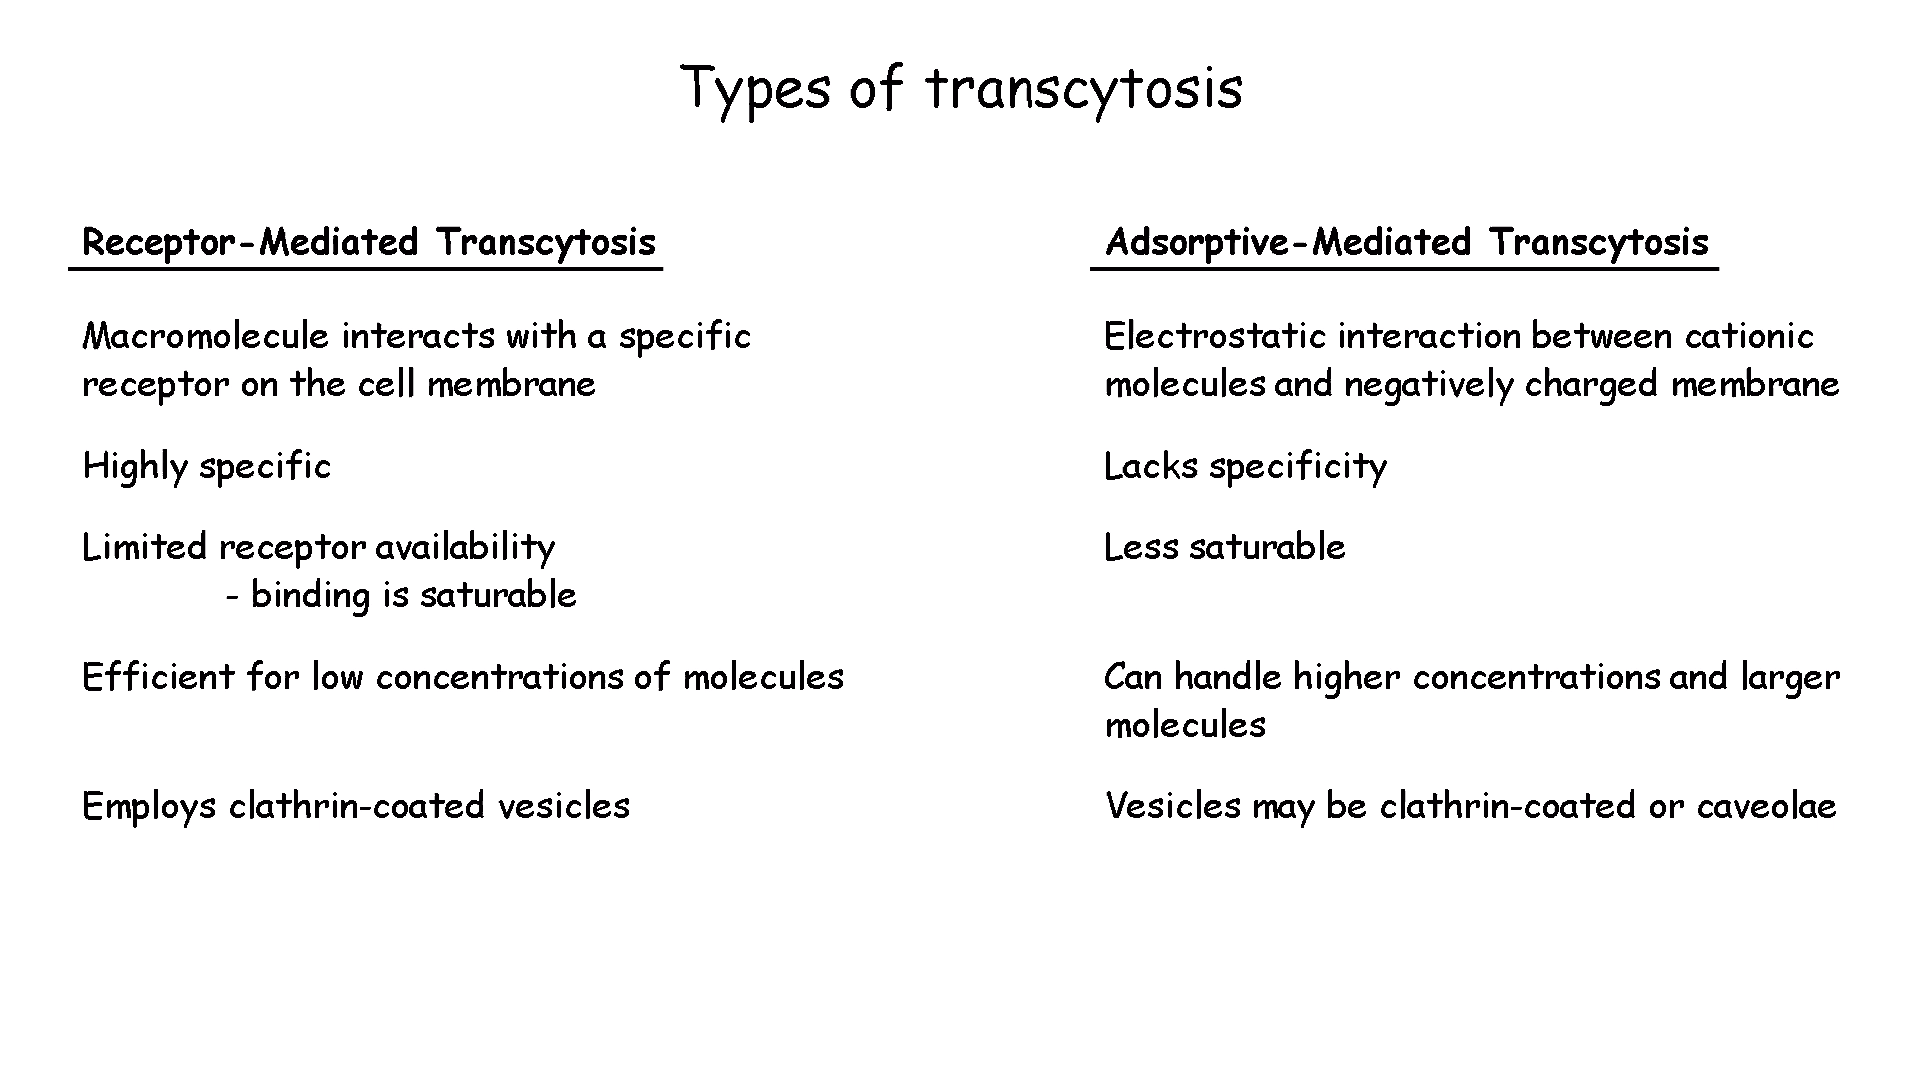 Types of transcytosis
Receptor-Mediated Transcytosis
Macromolecule interacts with a specific
receptor on the cell membrane
Highly specific
Limited receptor availability
- binding is saturable
Efficient for low concentrations of molecules
Employs clathrin-coated vesicles
Adsorptive-Mediated Transcytosis
Electrostatic interaction between cationic
molecules and negatively charged membrane
Lacks specificity
Less saturable
Can handle higher concentrations and larger
molecules
Vesicles may be clathrin-coated or caveolae